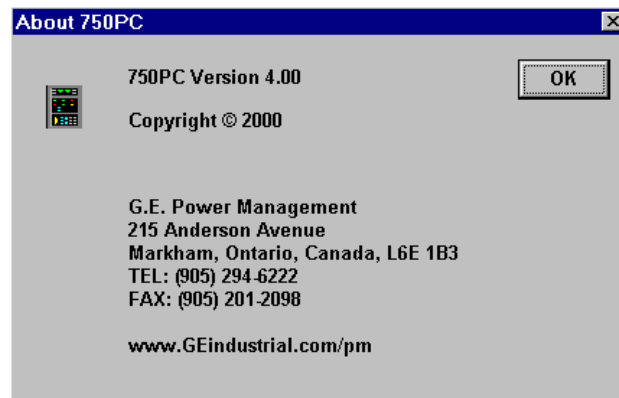 About 750PC
750PC Version 4.00
OK
Copyright © 2000
G.E. Power Management
215 Anderson Avenue
Markham, Ontario, Canada, L6E 1B3
TEL: (905) 294-6222
FAX: (905) 201-2098
www.GEindustrial.com/pm